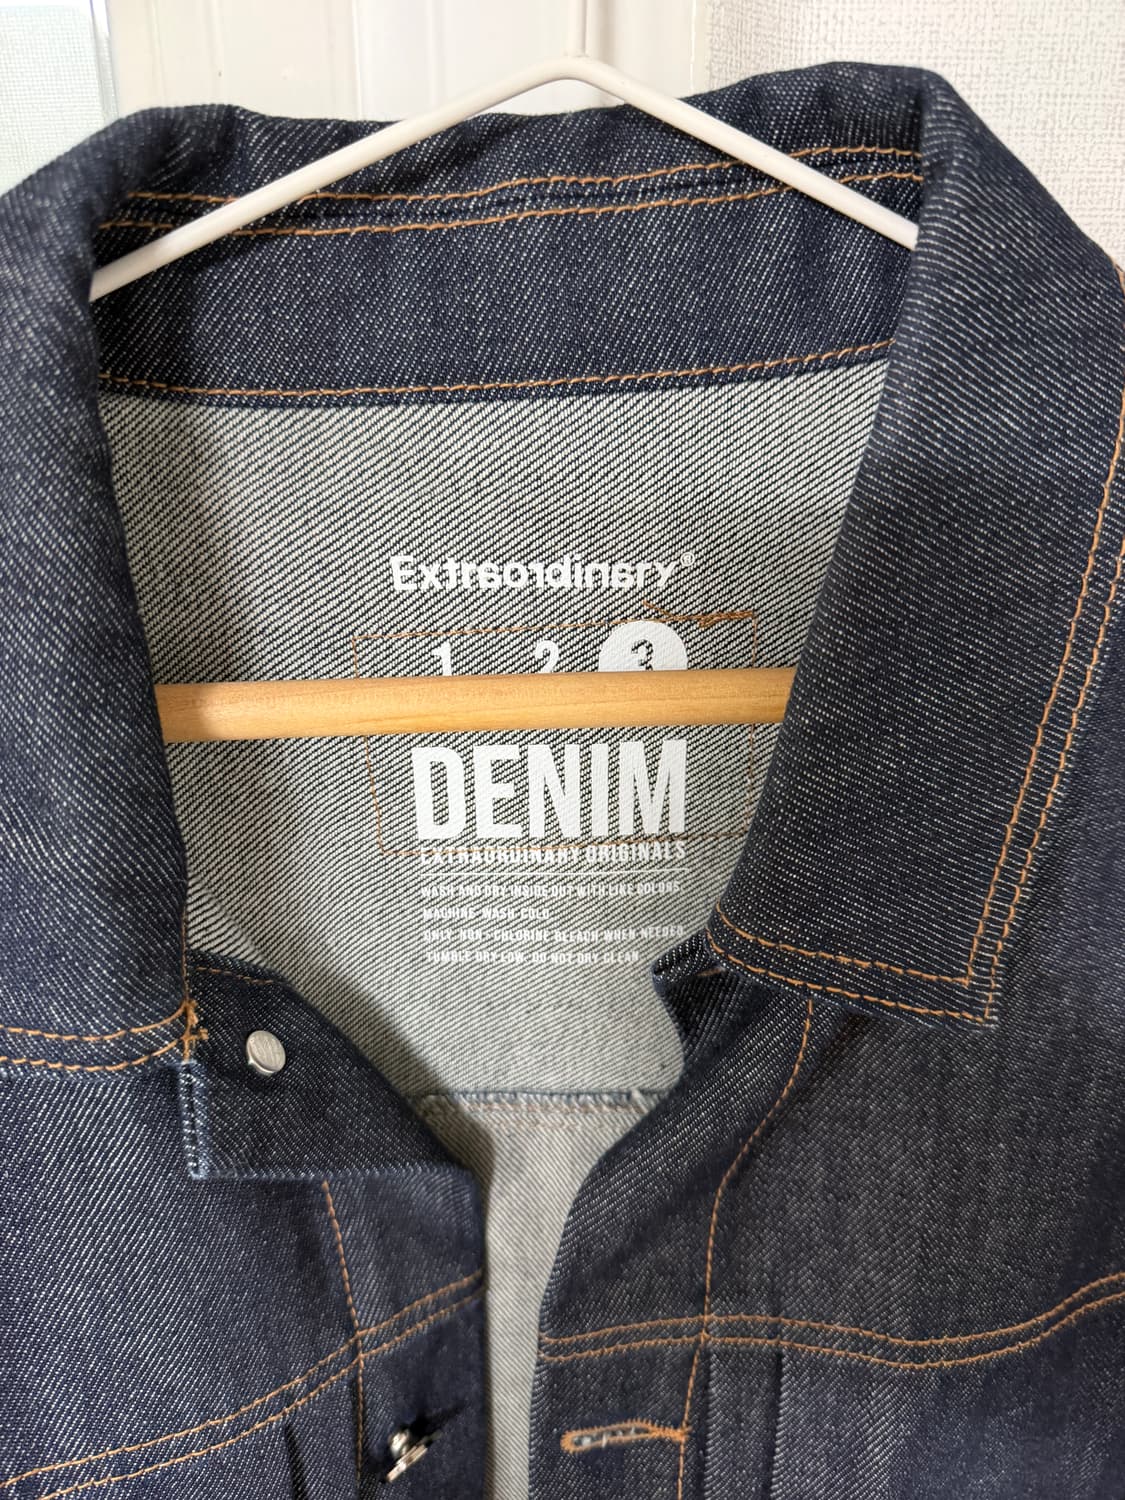 Extraordinary®
1 2 3
DENIM
EXTRAORDINARY ORIGINALS
WASH AND DRY INSIDE OUT WITH LIKE COLORS.
MACHINE WASH COLD
ONLY NON-CHLORINE BLEACH WHEN NEEDED
TUMBLE DRY LOW. DO NOT DRY CLEAN